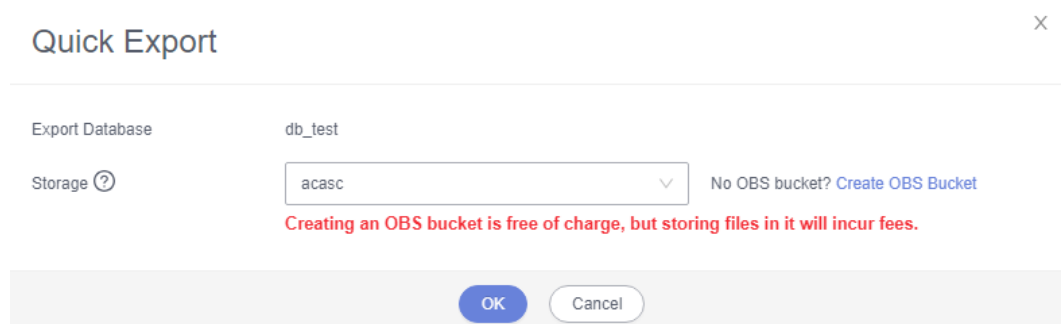 Quick Export
Export Database db_test
Storage ? acasc No OBS bucket? Create OBS Bucket
Creating an OBS bucket is free of charge, but storing files in it will incur fees.
OK Cancel